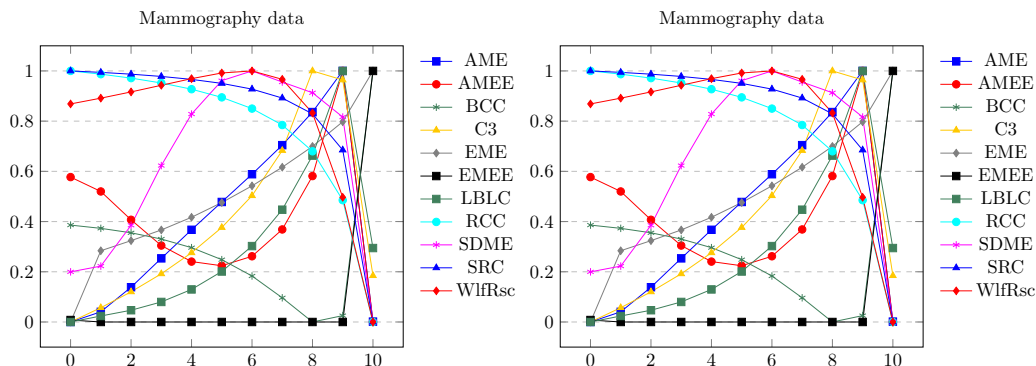 Mammography data
1
0.8
0.6
0.4
0.2
0
0 2 4 6 8 10
AME
AMEE
BCC
C3
EME
EMEE
LBLC
RCC
SDME
SRC
WlfRsc
Mammography data
1
0.8
0.6
0.4
0.2
0
0 2 4 6 8 10
AME
AMEE
BCC
C3
EME
EMEE
LBLC
RCC
SDME
SRC
WlfRsc